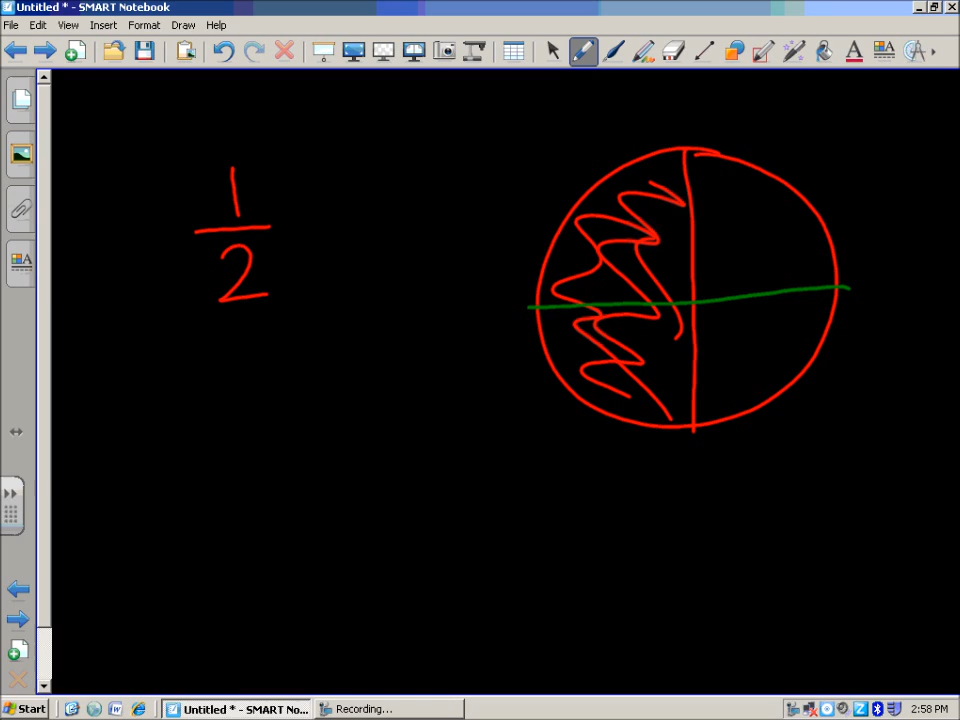 Untitled * - SMART Notebook
File Edit View Insert Format Draw Help
1
2
Start
Untitled * - SMART No...
Recording...
2:58 PM